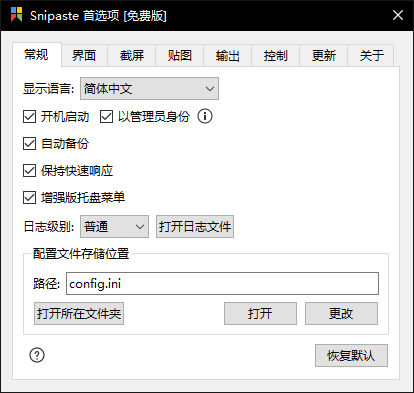 Snipaste 首选项 [免费版]
常规 界面 截屏 贴图 输出 控制 更新 关于
显示语言: 简体中文
开机启动 以管理员身份
自动备份
保持快速响应
增强版托盘菜单
日志级别: 普通 打开日志文件
配置文件存储位置
路径: config.ini
打开所在文件夹 打开 更改
恢复默认